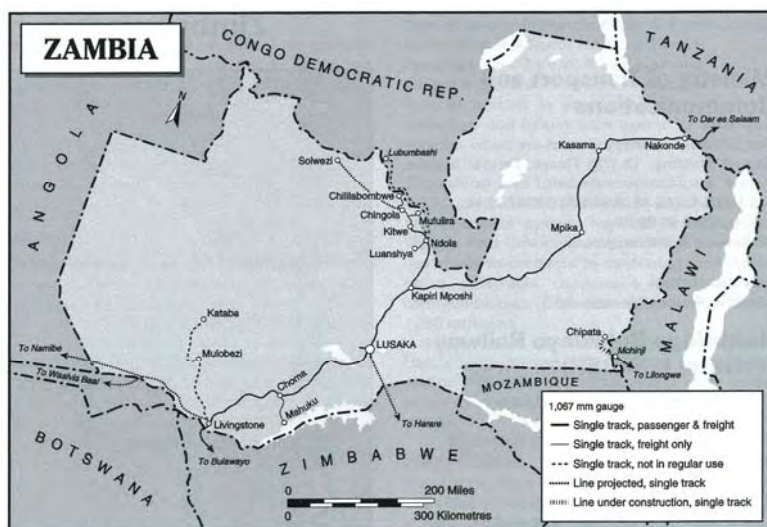 ZAMBIA
CONGO DEMOCRATIC REP.
TANZANIA
N
ANGOLA
To Dar es Salaam
Nakonde
Kasama
Solwezi
Lubumbashi
Chililabombwe
Chingola
Mufulira
Kitwe
Ndola
Luanshya
Mpika
MALAWI
Kapiri Mposhi
Kataba
Chipata
To Namibe
Mulobezi
LUSAKA
Mchinji
To Waalvis Baai
To Lilongwe
Choma
MOZAMBIQUE
Mahuku
Livingstone
To Harare
To Bulawayo
BOTSWANA
ZIMBABWE
0 200 Miles
0 300 Kilometres
1,067 mm gauge
Single track, passenger & freight
Single track, freight only
Single track, not in regular use
Line projected, single track
Line under construction, single track